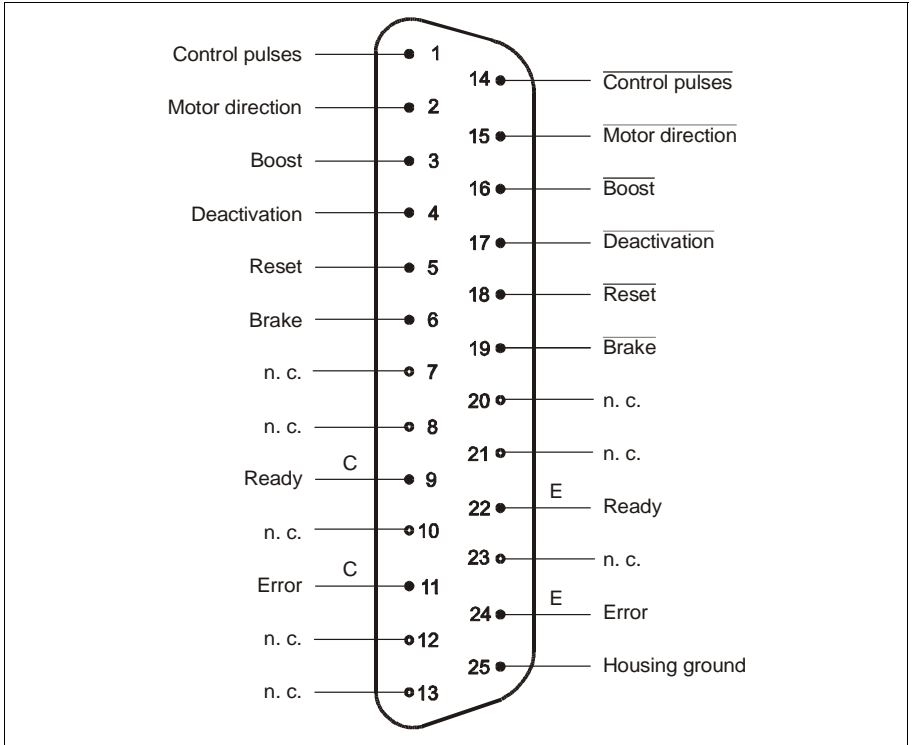 Control pulses 1
14 Control pulses
Motor direction 2
15 Motor direction
Boost 3
16 Boost
Deactivation 4
17 Deactivation
Reset 5
18 Reset
Brake 6
19 Brake
n. c. 7
20 n. c.
n. c. 8
21 n. c.
Ready C 9
22 E Ready
n. c. 10
23 n. c.
Error C 11
24 E Error
n. c. 12
25 Housing ground
n. c. 13